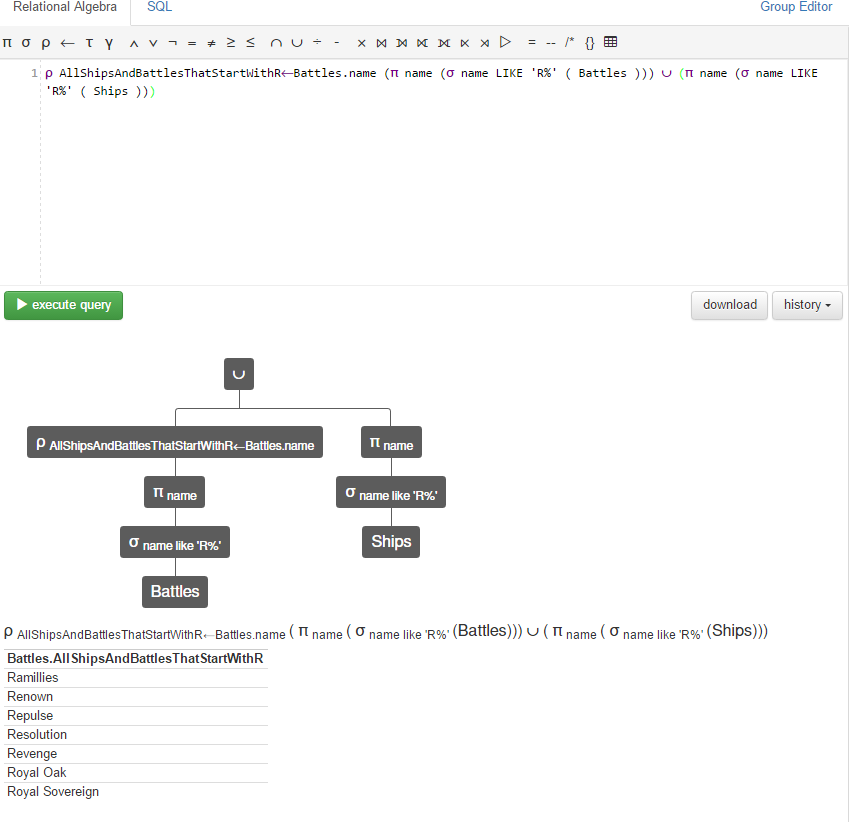 Relational Algebra SQL Group Editor
π σ ρ ← τ γ ∧ ∨ ¬ = ≠ ≥ ≤ ∩ ∪ ÷ - × ⋈ ⟕ ⟖ ⟗ ⋉ ⋊ ▷ = -- /* {}
1 ρ AllShipsAndBattlesThatStartWithR←Battles.name (π name (σ name LIKE 'R%' ( Battles ))) ∪ (π name (σ name LIKE
'R%' ( Ships )))
execute query download history
∪
ρ AllShipsAndBattlesThatStartWithR←Battles.name π name
π name σ name like 'R%'
σ name like 'R%' Ships
Battles
ρ AllShipsAndBattlesThatStartWithR←Battles.name ( π name ( σ name like 'R%' (Battles))) ∪ ( π name ( σ name like 'R%' (Ships)))
Battles.AllShipsAndBattlesThatStartWithR
Ramillies
Renown
Repulse
Resolution
Revenge
Royal Oak
Royal Sovereign